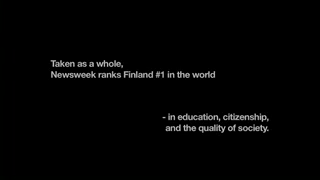 Taken as a whole,
Newsweek ranks Finland #1 in the world
- in education, citizenship,
and the quality of society.